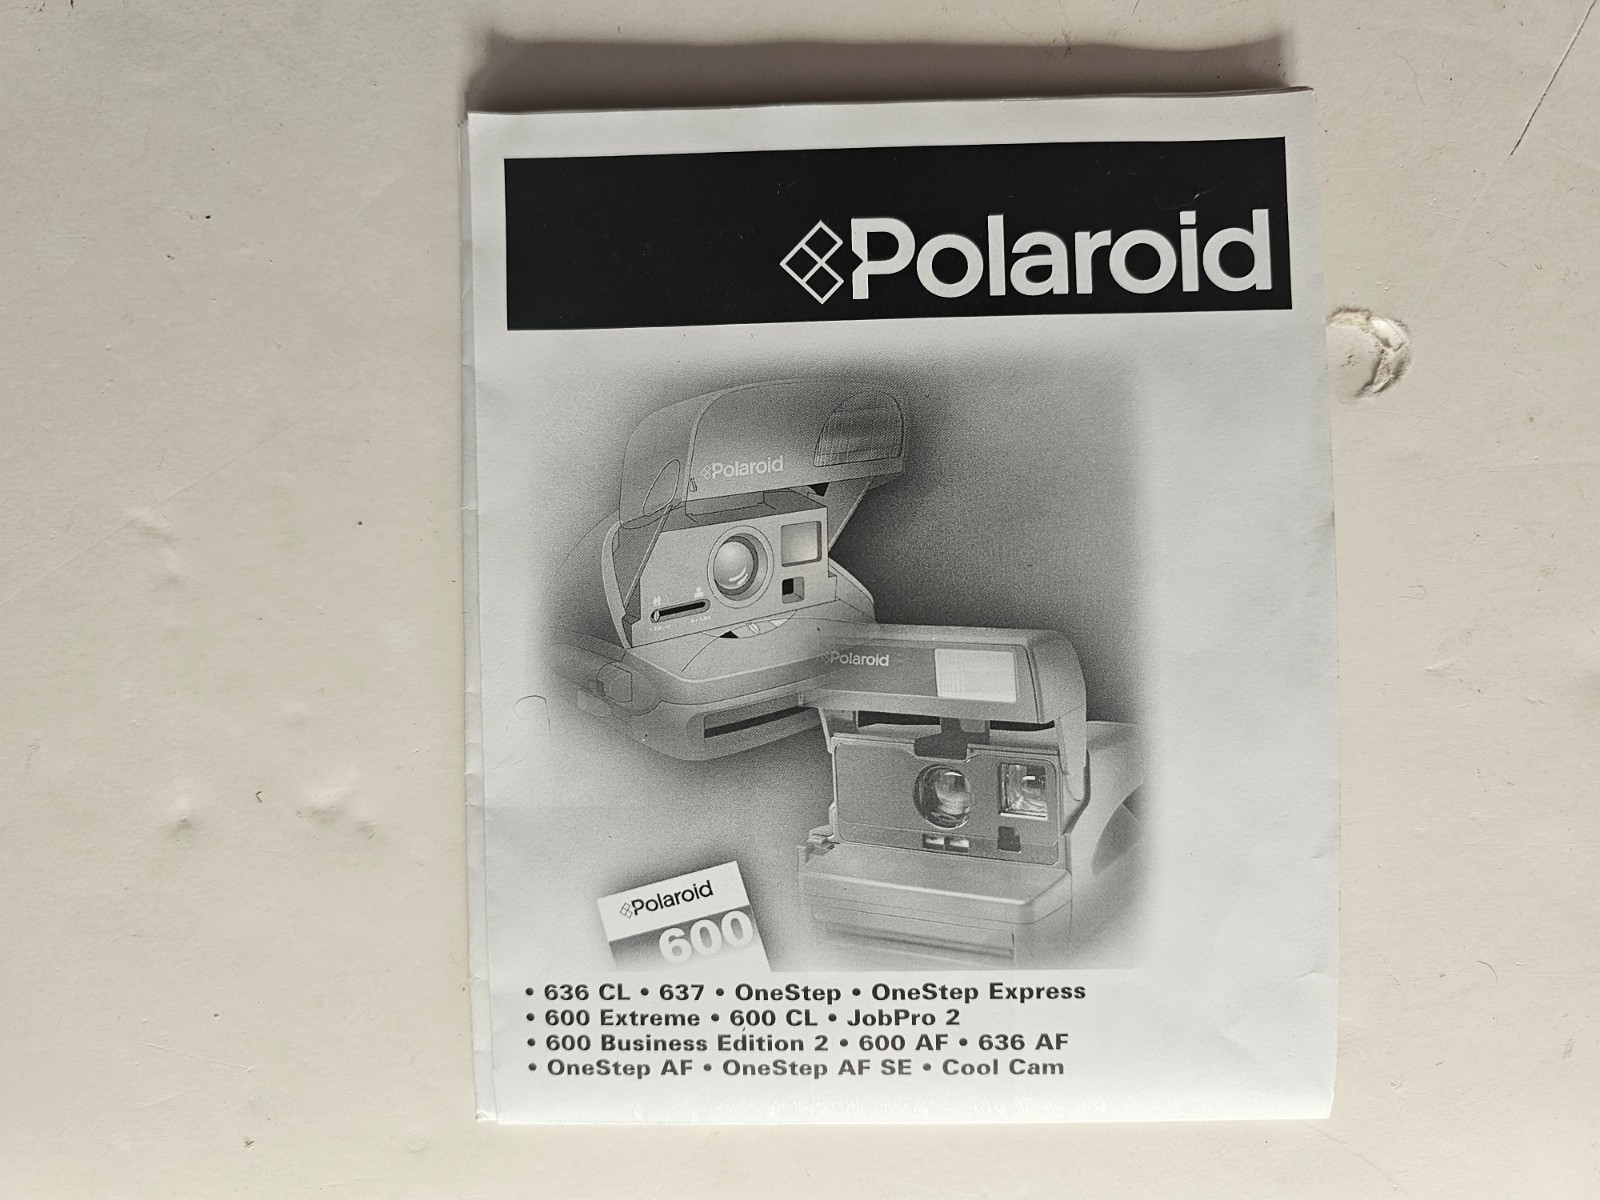 Polaroid
Polaroid
Polaroid
Polaroid
600
• 636 CL • 637 • OneStep • OneStep Express
• 600 Extreme • 600 CL • JobPro 2
• 600 Business Edition 2 • 600 AF • 636 AF
• OneStep AF • OneStep AF SE • Cool Cam